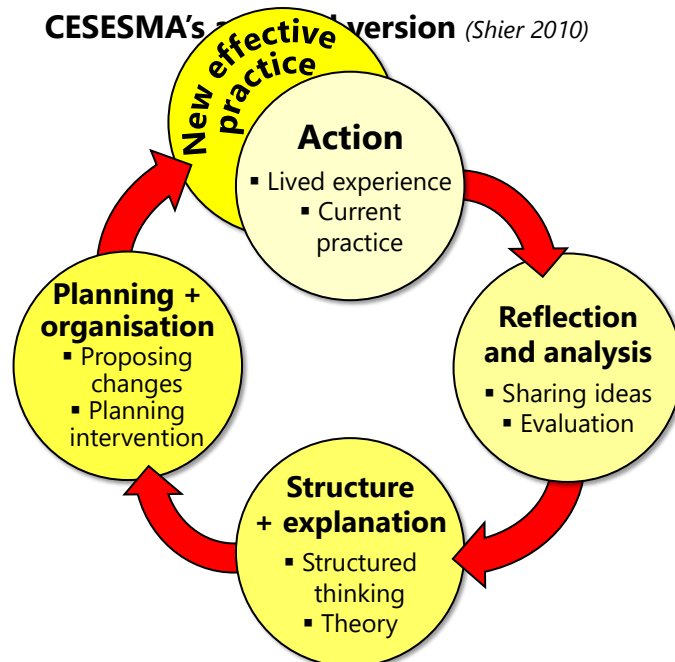 CESESMA's version (Shier 2010)
New effective
practice
Action
▪ Lived experience
▪ Current
practice
Reflection
and analysis
▪ Sharing ideas
▪ Evaluation
Structure
+ explanation
▪ Structured
thinking
▪ Theory
Planning +
organisation
▪ Proposing
changes
▪ Planning
intervention